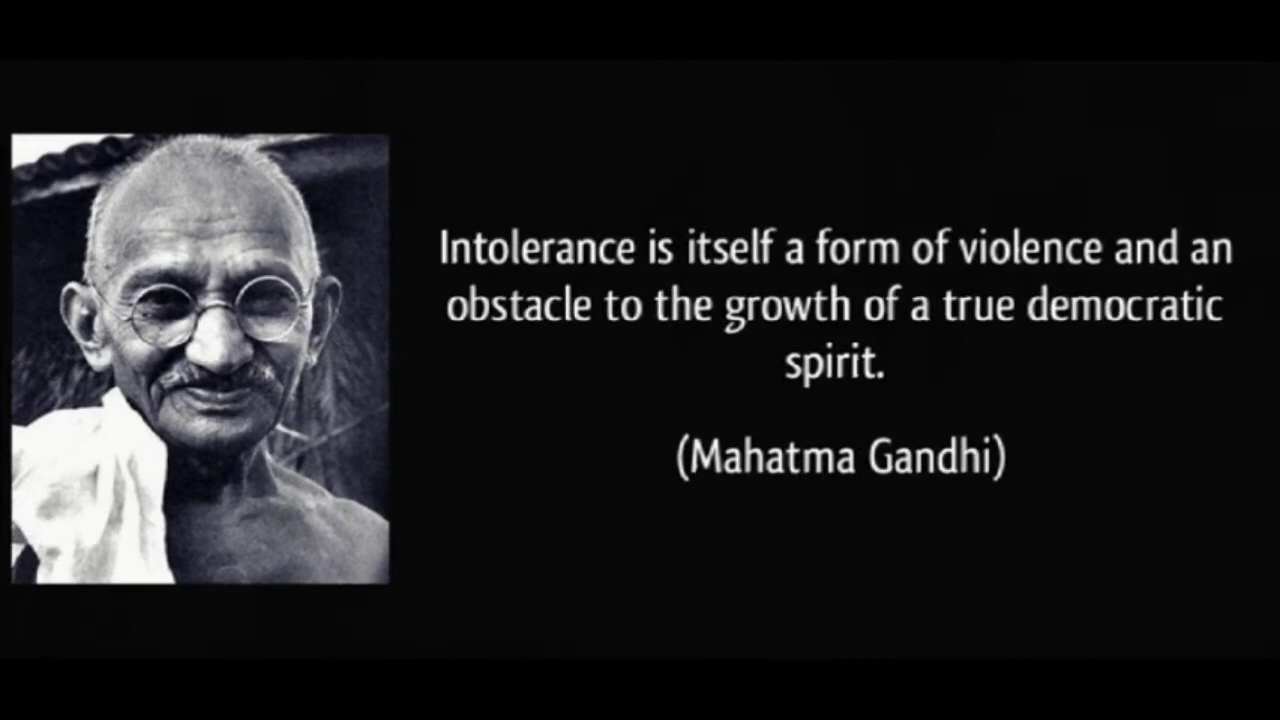 Intolerance is itself a form of violence and an
obstacle to the growth of a true democratic
spirit.
(Mahatma Gandhi)